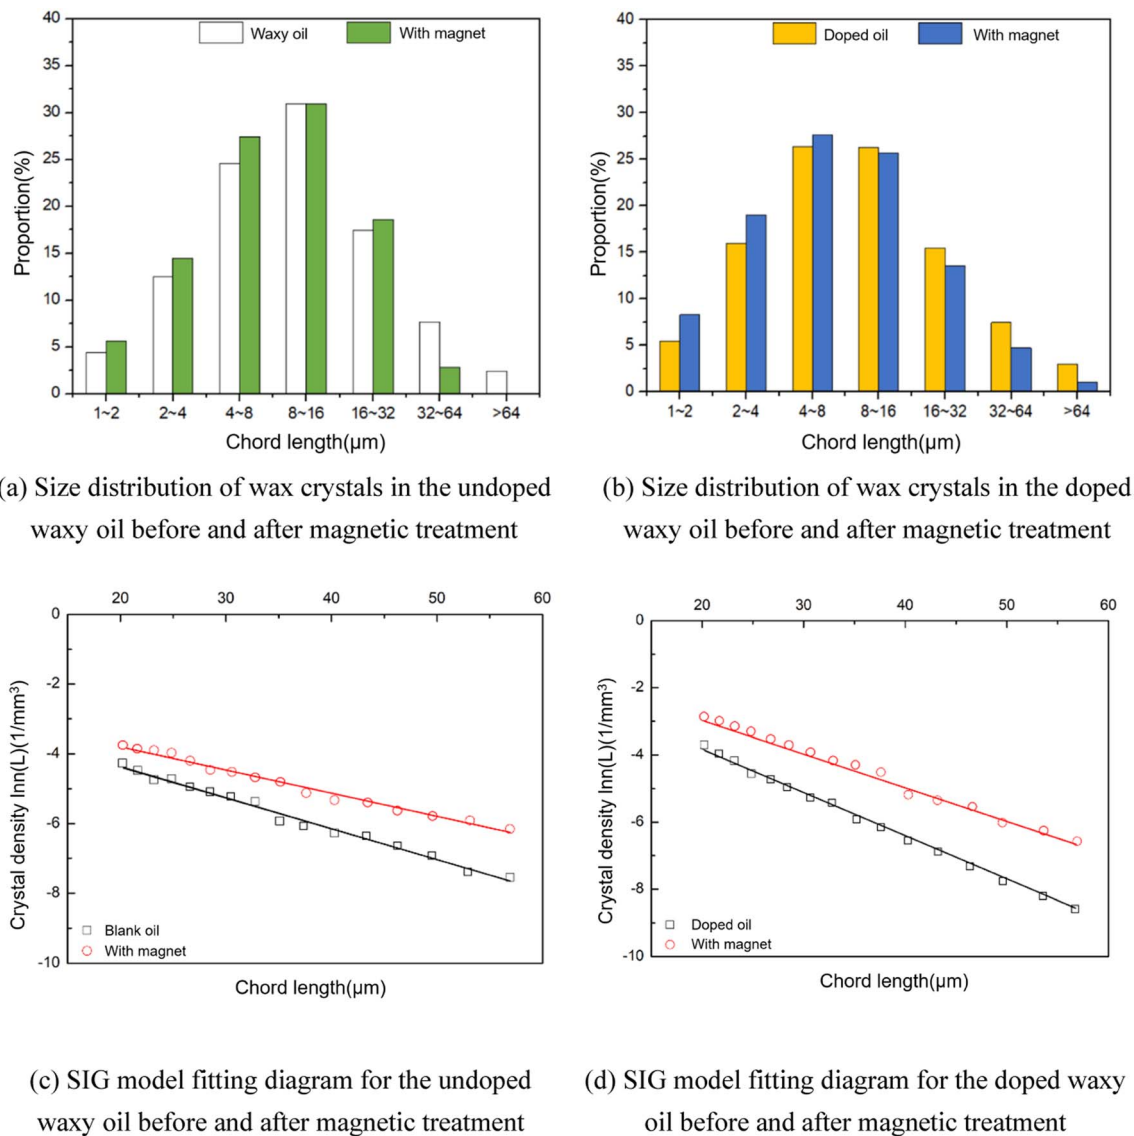 Waxy oil With magnet
40
35
30
25
20
15
10
5
0
Proportion(%)
1~2 2~4 4~8 8~16 16~32 32~64 >64
Chord length(μm)
Doped oil With magnet
40
35
30
25
20
15
10
5
0
Proportion(%)
1~2 2~4 4~8 8~16 16~32 32~64 >64
Chord length(μm)
(a) Size distribution of wax crystals in the undoped
waxy oil before and after magnetic treatment
(b) Size distribution of wax crystals in the doped
waxy oil before and after magnetic treatment
20 30 40 50 60
0
-2
-4
-6
-8
-10
Crystal density lnn(L)(1/mm³)
Blank oil
With magnet
Chord length(μm)
20 30 40 50 60
0
-2
-4
-6
-8
-10
Crystal density lnn(L)(1/mm³)
Doped oil
With magnet
Chord length(μm)
(c) SIG model fitting diagram for the undoped
waxy oil before and after magnetic treatment
(d) SIG model fitting diagram for the doped waxy
oil before and after magnetic treatment